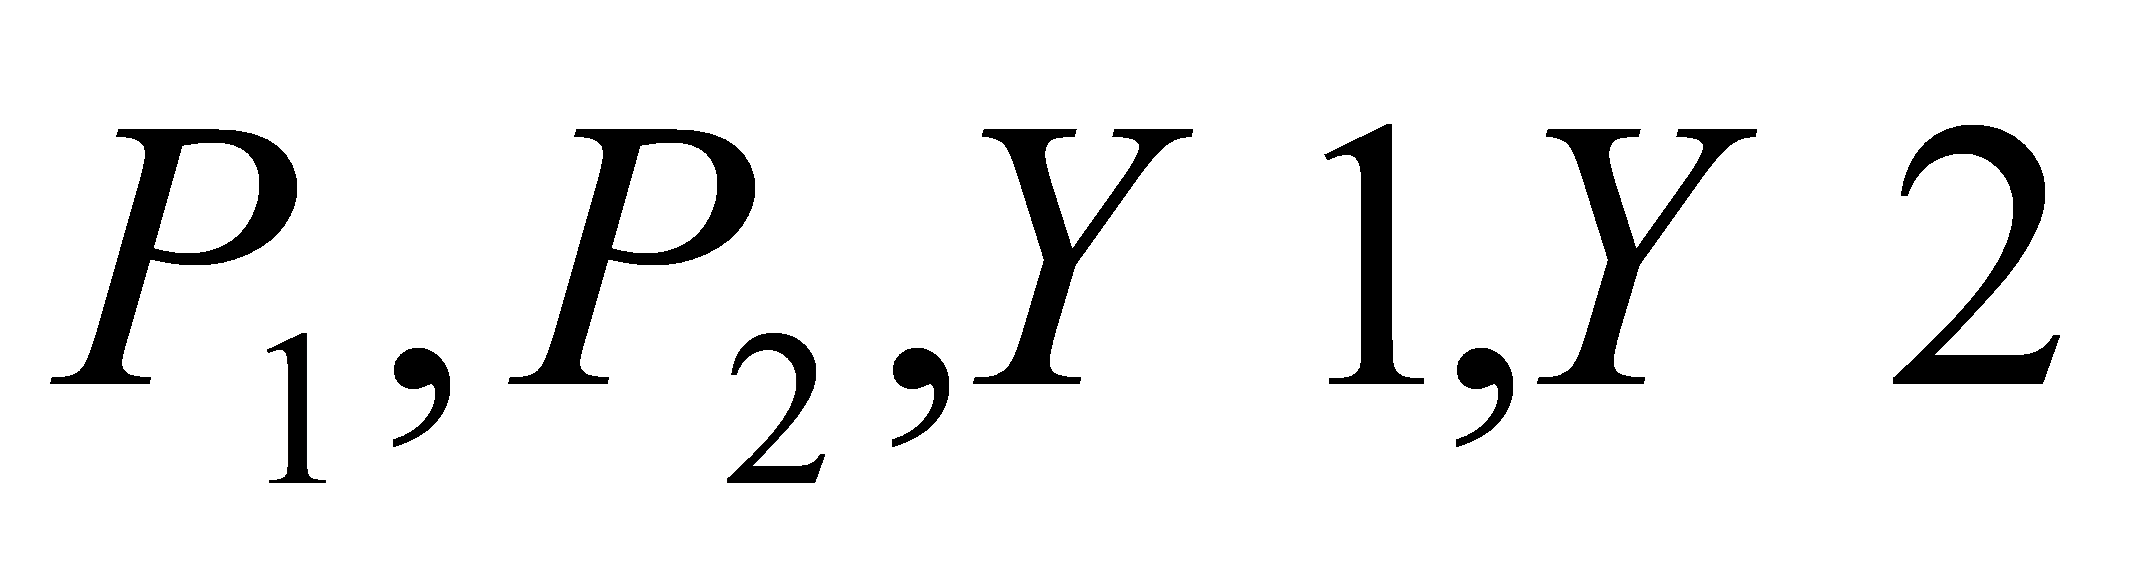 P₁, P₂, Y 1, Y 2